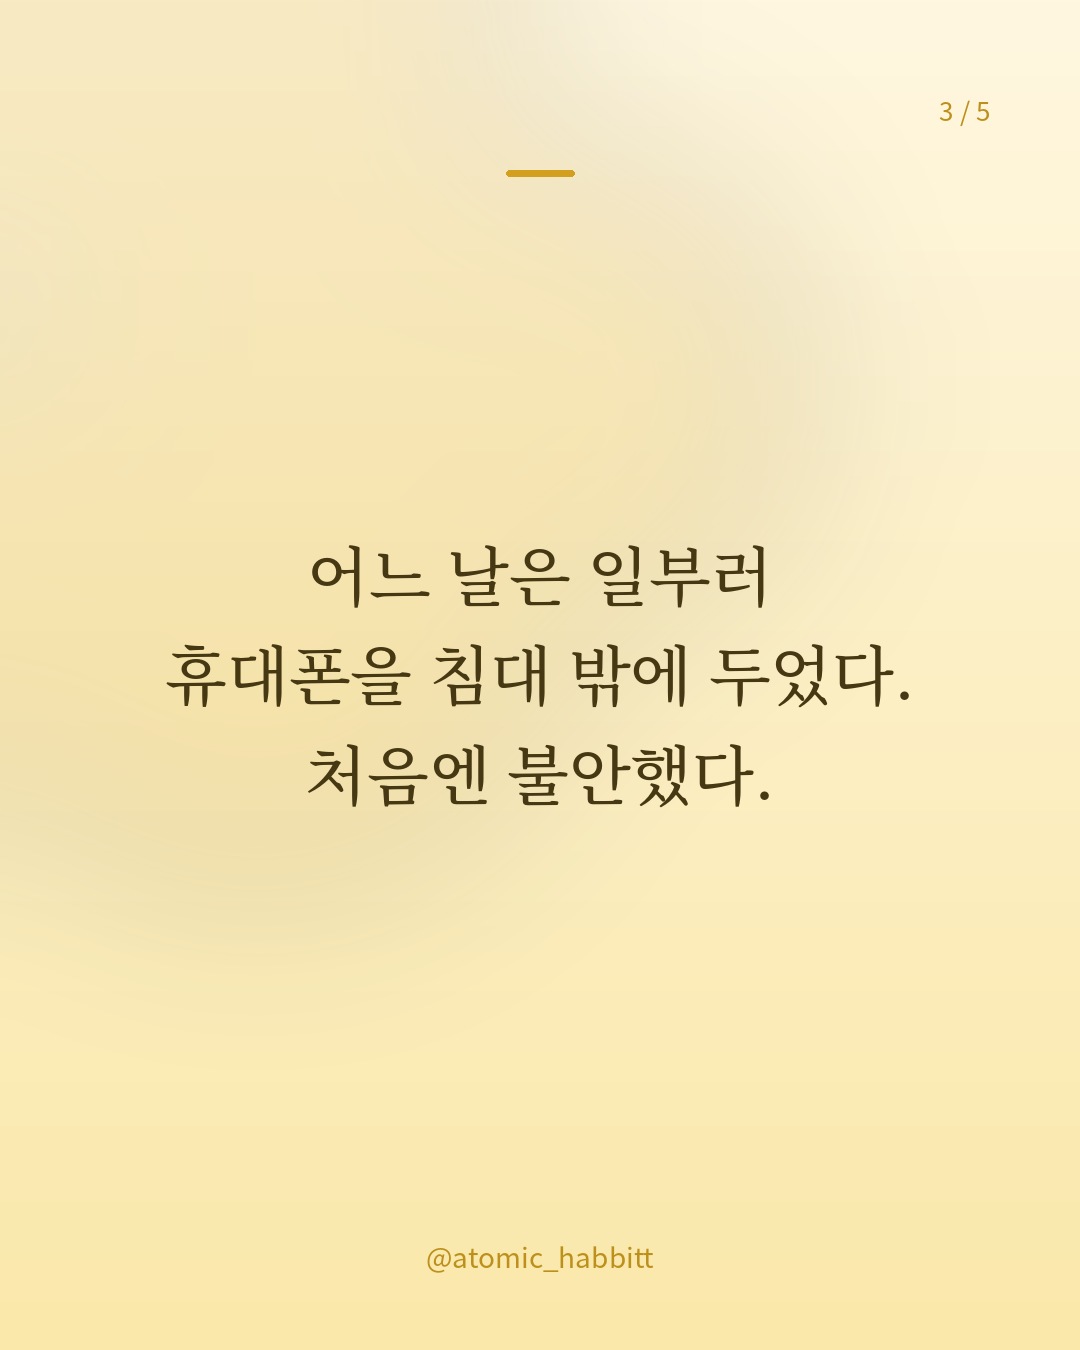 3 / 5
어느 날은 일부러
휴대폰을 침대 밖에 두었다.
처음엔 불안했다.
@atomic_habbitt